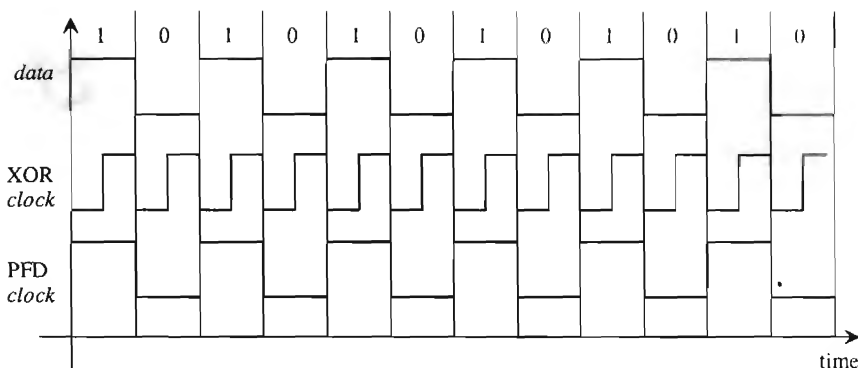 1 0 1 0 1 0 1 0 1 0 1 0
data
XOR
clock
PFD
clock
time